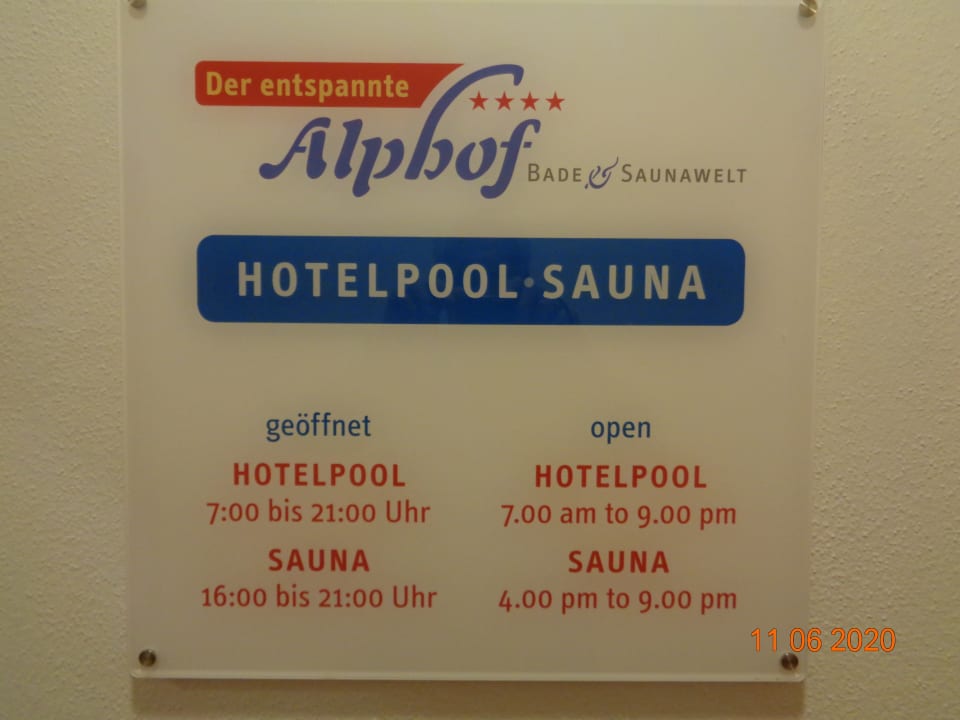 Der entspannte
★★★★
Alphof BADE & SAUNAWELT
HOTELPOOL·SAUNA
geöffnet
HOTELPOOL
7:00 bis 21:00 Uhr
SAUNA
16:00 bis 21:00 Uhr
open
HOTELPOOL
7.00 am to 9.00 pm
SAUNA
4.00 pm to 9.00 pm
11 06 2020